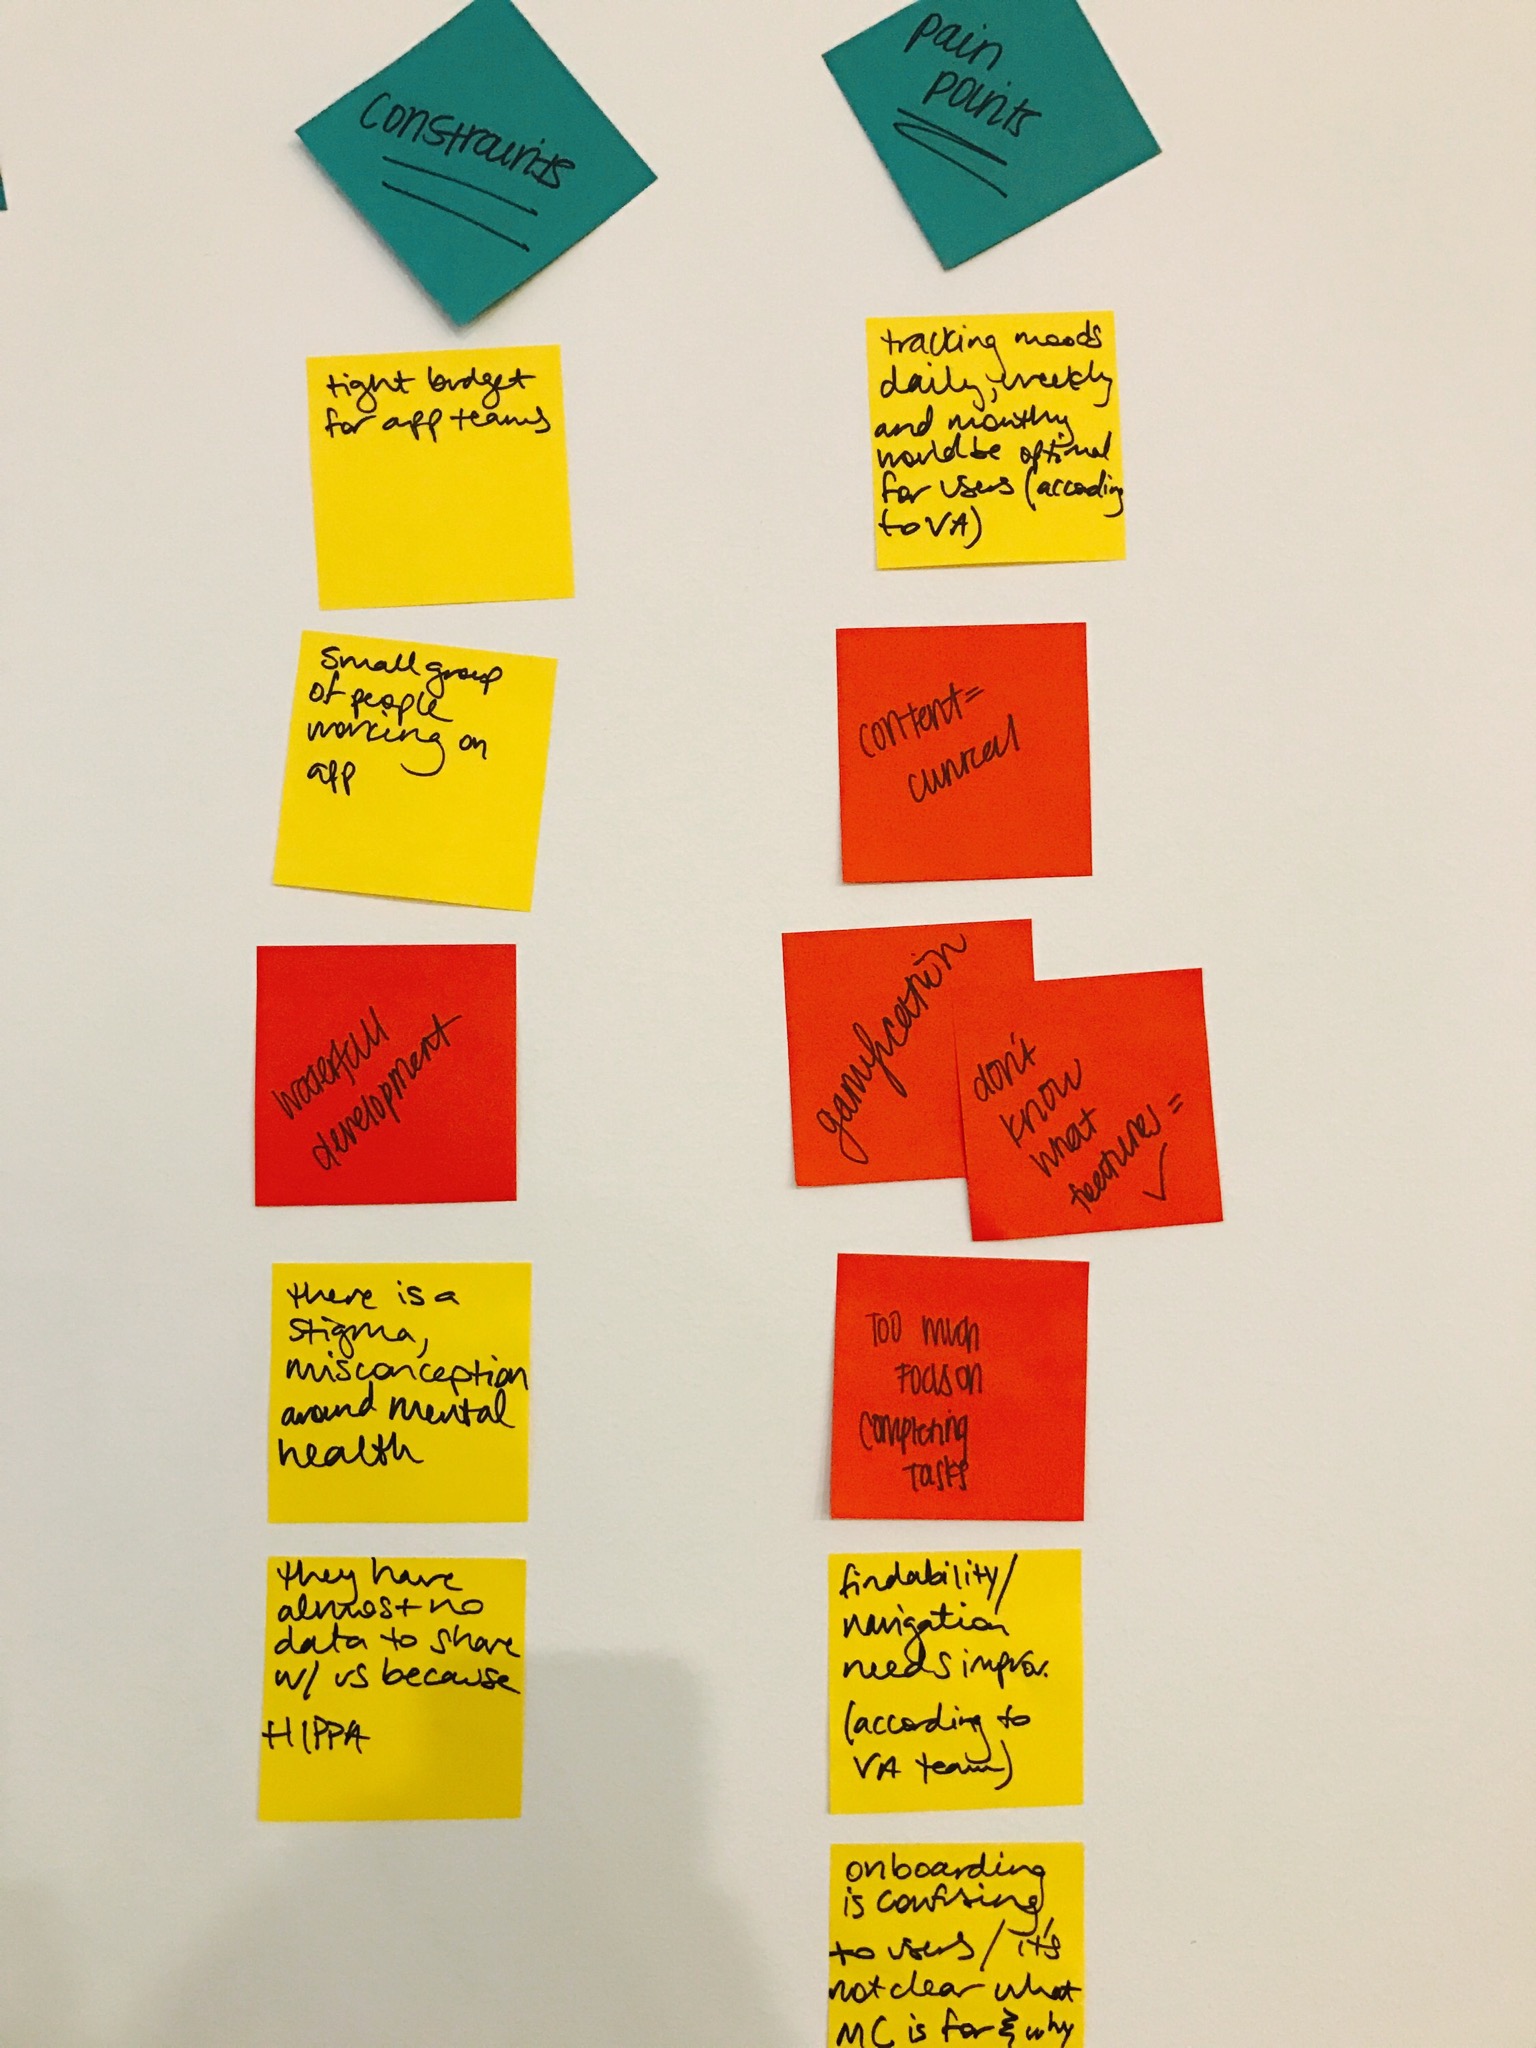 constraints
tight budget
for app teams
small group
of people
working on
app
waterfall
development
there is a
stigma,
misconception
around mental
health
they have
almost no
data to share
w/ us because
HIPPA
pain
points
tracking moods
daily, weekly
and monthly
would be optimal
for users (according
to VA)
content =
clinical
gamification
don't
know
what
features =
✓
TOO much
FOCUS on
completing
TASKS
findability/
navigation
needs improv.
(according to
VA team)
onboarding
is confusing
to users / it's
not clear what
MC is for & why